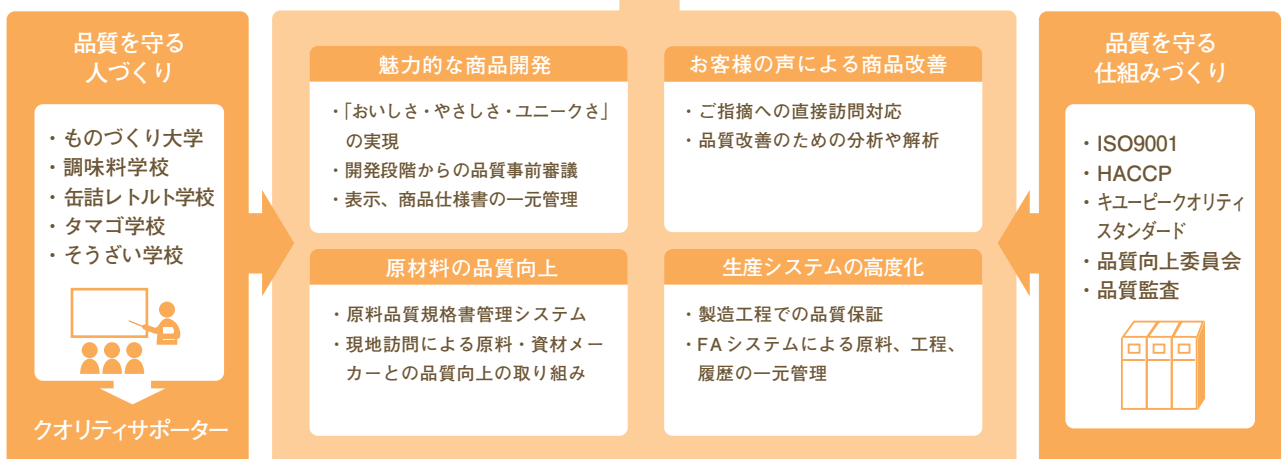 品質を守る
人づくり
・ものづくり大学
・調味料学校
・缶詰レトルト学校
・タマゴ学校
・そうざい学校
クオリティサポーター
魅力的な商品開発
・「おいしさ・やさしさ・ユニークさ」
の実現
・開発段階からの品質事前審議
・表示、商品仕様書の一元管理
お客様の声による商品改善
・ご指摘への直接訪問対応
・品質改善のための分析や解析
原材料の品質向上
・原料品質規格書管理システム
・現地訪問による原料・資材メー
カーとの品質向上の取り組み
生産システムの高度化
・製造工程での品質保証
・FAシステムによる原料、工程、
履歴の一元管理
品質を守る
仕組みづくり
・ISO9001
・HACCP
・キユーピークオリティ
スタンダード
・品質向上委員会
・品質監査